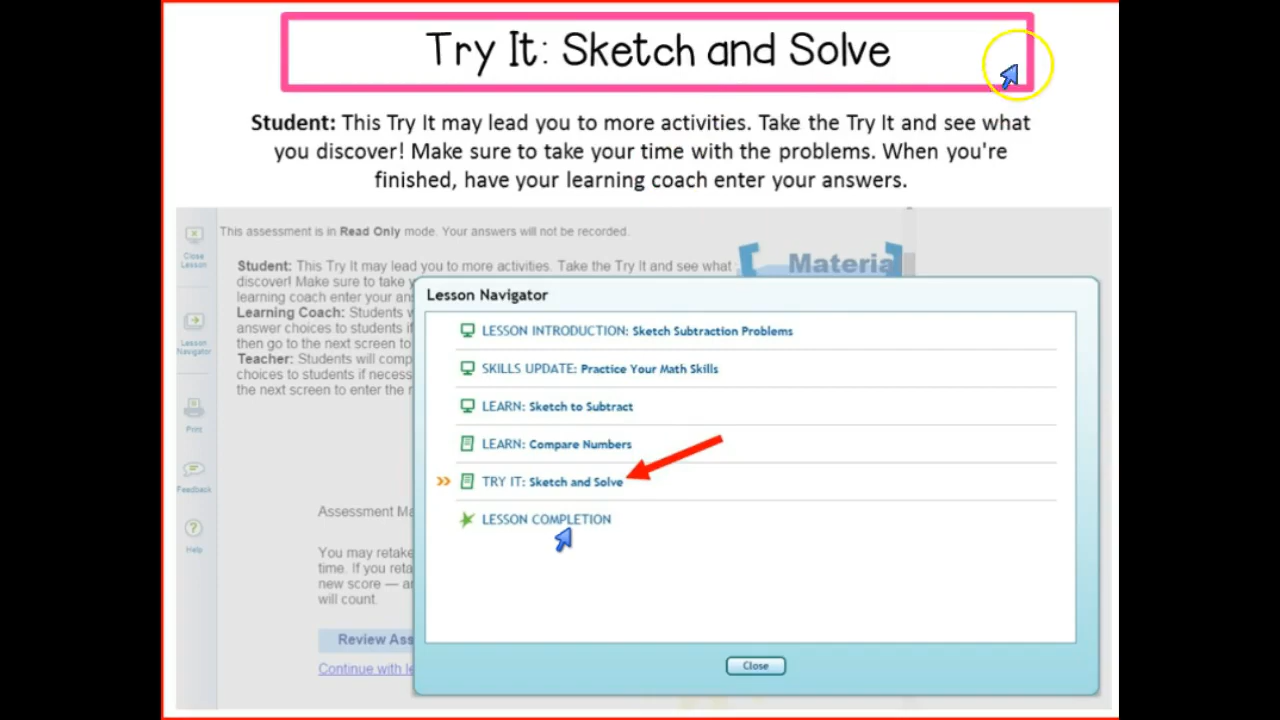 Try It: Sketch and Solve
Student: This Try It may lead you to more activities. Take the Try It and see what
you discover! Make sure to take your time with the problems. When you're
finished, have your learning coach enter your answers.
This assessment is in Read Only mode. Your answers will not be recorded.
Close
Lesson
Student: This Try It may lead you to more activities. Take the Try It and see what
discover! Make sure to take
learning coach enter your
Learning Coach: Students
answer choices to students
then go to the next screen to
Teacher: Students will
choices to students if
the next screen to enter the
Materia
Lesson
Navigator
Print
Feedback
Help
Assessment
You may retake
time. If you
new score —
will count.
Review
Continue with
Lesson Navigator
LESSON INTRODUCTION: Sketch Subtraction Problems
SKILLS UPDATE: Practice Your Math Skills
LEARN: Sketch to Subtract
LEARN: Compare Numbers
>> TRY IT: Sketch and Solve
LESSON COMPLETION
Close